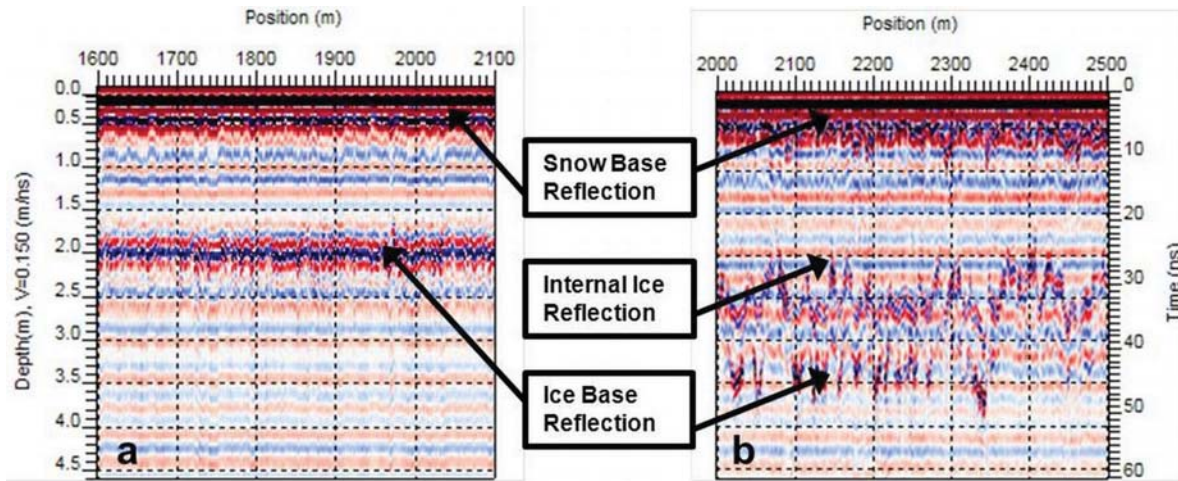 Position (m)
1600 1700 1800 1900 2000 2100
0.0
0.5
1.0
1.5
2.0
2.5
3.0
3.5
4.0
4.5
Depth(m), V=0.150 (m/ns)
a
Snow Base
Reflection
Internal Ice
Reflection
Ice Base
Reflection
Position (m)
2000 2100 2200 2300 2400 2500
0
10
20
30
40
50
60
Time (ns)
b